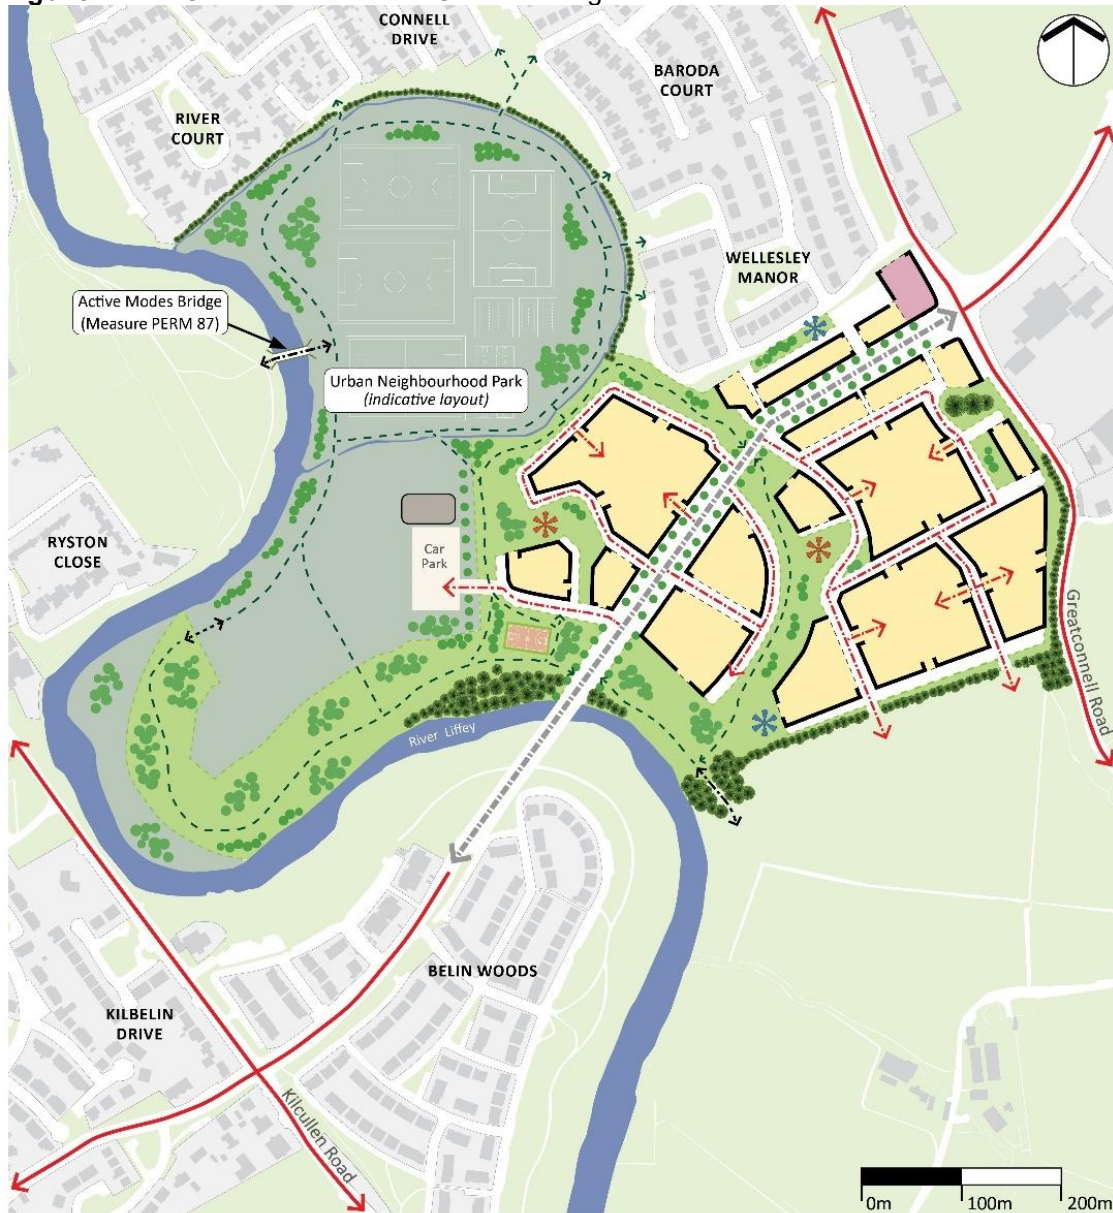 CONNELL
DRIVE
BARODA
COURT
RIVER
COURT
WELLESLEY
MANOR
Active Modes Bridge
(Measure PERM 87)
Urban Neighbourhood Park
(indicative layout)
RYSTON
CLOSE
Car
Park
Greatconnell Road
River Liffey
BELIN WOODS
KILBELIN
DRIVE
Kilcullen Road
0m
100m
200m